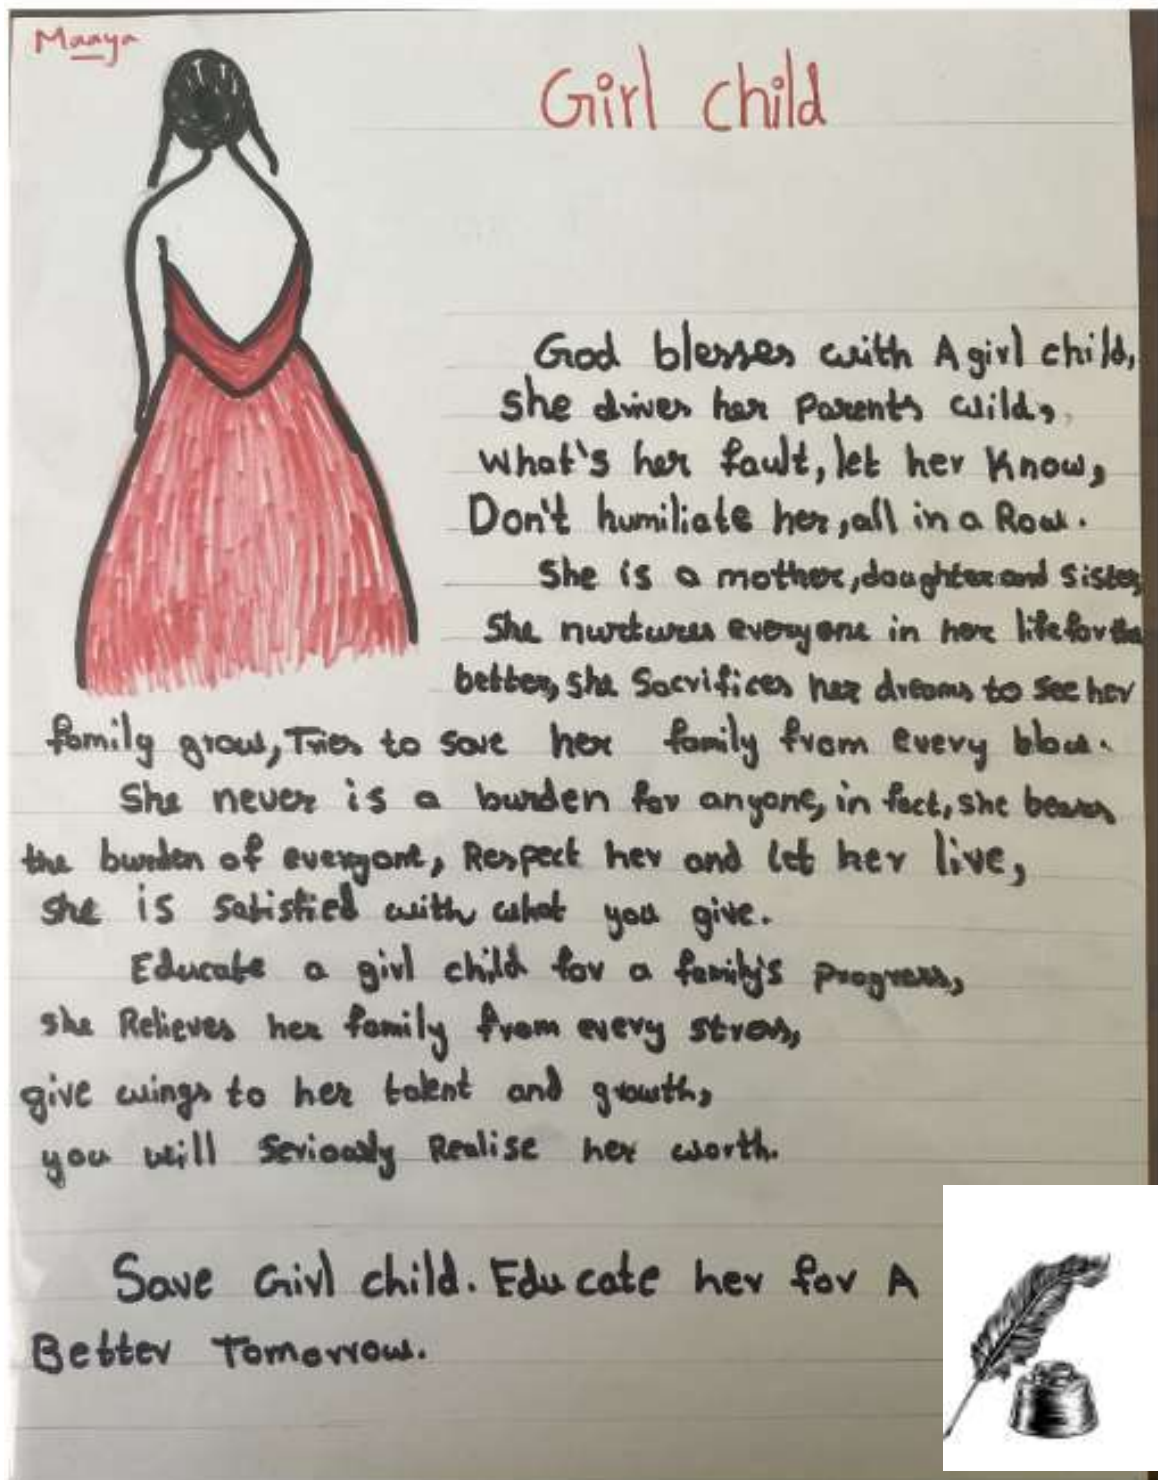 Maaya
Girl child
God blesses with A girl child,
She drives her parents wild,
What's her fault, let her Know,
Don't humiliate her, all in a Row.
She is a mother, daughter and sister,
She nurtures everyone in her life for the
better, she Sacrifices her dreams to see her
family grow, Tries to save her family from every blow.
She never is a burden for anyone, in fact, she bears
the burden of everyone, Respect her and let her live,
she is satisfied with what you give.
Educate a girl child for a family's progress,
she Relieves her family from every stress,
give wings to her talent and growth,
you will seriously Realise her worth.
Save Girl child. Educate her for A
Better Tomorrow.